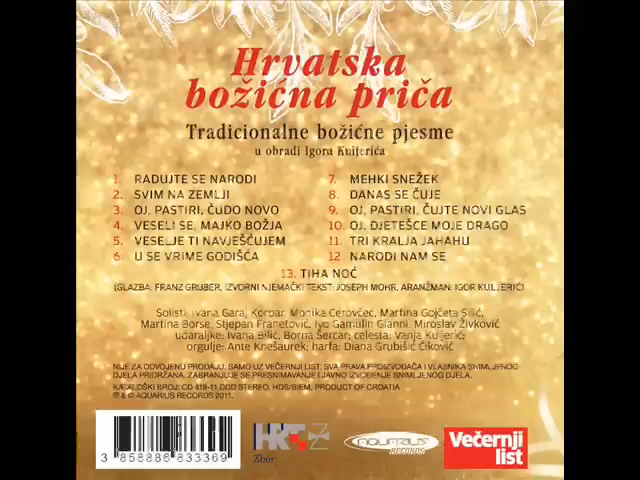 Hrvatska
božićna priča
Tradicionalne božićne pjesme
u obradi Igora Kuljerića
1. RADUJTE SE NARODI
2. SVIM NA ZEMLJI
3. OJ, PASTIRI, ČUDO NOVO
4. VESELI SE, MAJKO BOŽJA
5. VESELJE TI NAVJEŠĆUJEM
6. U SE VRIME GODIŠĆA
7. MEHKI SNEŽEK
8. DANAS SE ČUJE
9. OJ, PASTIRI, ČUJTE NOVI GLAS
10. OJ, DJETEŠCE MOJE DRAGO
11. TRI KRALJA JAHAHU
12. NARODI NAM SE
13. TIHA NOĆ
(GLAZBA: FRANZ GRUBER, IZVORNI NJEMAČKI TEKST: JOSEPH MOHR, ARANŽMAN: IGOR KULJERIĆ)
Solisti: Ivana Garaj, Korpar, Monika Cerovčec, Martina Gojčeta Silić,
Martina Borse, Stjepan Franetović, Ivo Gamulin Gianni, Miroslav Živković
udaraljke: Ivana Bilić, Borna Šercar; celesta: Vanja Kuljerić;
orgulje: Ante Knešaurek; harfa: Diana Grubišić Ćiković
NIJE ZA ODVOJENU PRODAJU. SAMO UZ VEČERNJI LIST. SVA PRAVA PROIZVOĐAČA I VLASNIKA SNIMLJENOG
DJELA PRIDRŽANA. ZABRANJUJE SE PRESNIMAVANJE I JAVNO IZVOĐENJE SNIMLJENOG DJELA.
KATALOŠKI BROJ: CD 419-11 DDD STEREO, HDS/BIEM, PRODUCT OF CROATIA
℗ & © AQUARIUS RECORDS 2011.
3 858886 833369
HRT
Zbor
AQUARIUS
RECORDS
Večernji
list